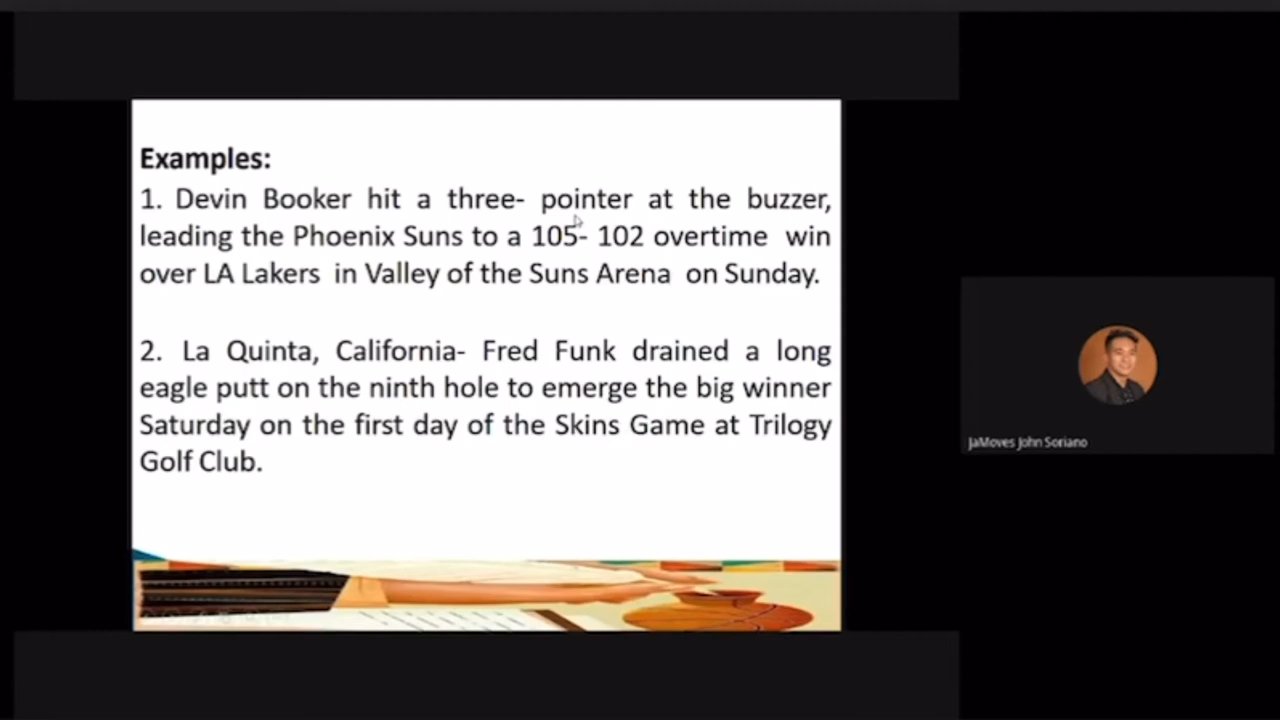 Examples:
1. Devin Booker hit a three- pointer at the buzzer,
leading the Phoenix Suns to a 105- 102 overtime win
over LA Lakers in Valley of the Suns Arena on Sunday.
2. La Quinta, California- Fred Funk drained a long
eagle putt on the ninth hole to emerge the big winner
Saturday on the first day of the Skins Game at Trilogy
Golf Club.
JaMoves John Soriano